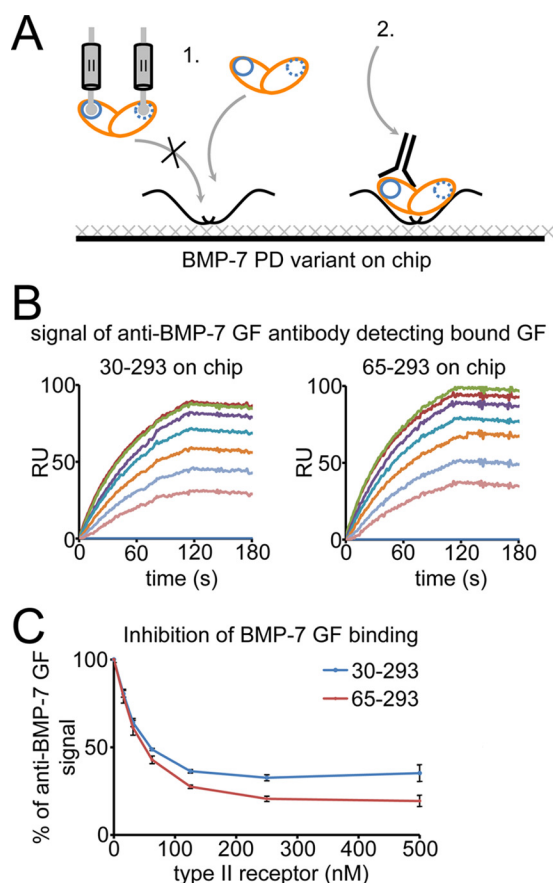 A
II
II
1.
2.
BMP-7 PD variant on chip
B
signal of anti-BMP-7 GF antibody detecting bound GF
30-293 on chip
65-293 on chip
100
50
0
RU
0 60 120 180
time (s)
100
50
0
RU
0 60 120 180
time (s)
C
Inhibition of BMP-7 GF binding
30-293
65-293
% of anti-BMP-7 GF
signal
100
50
0
0 100 200 300 400 500
type II receptor (nM)